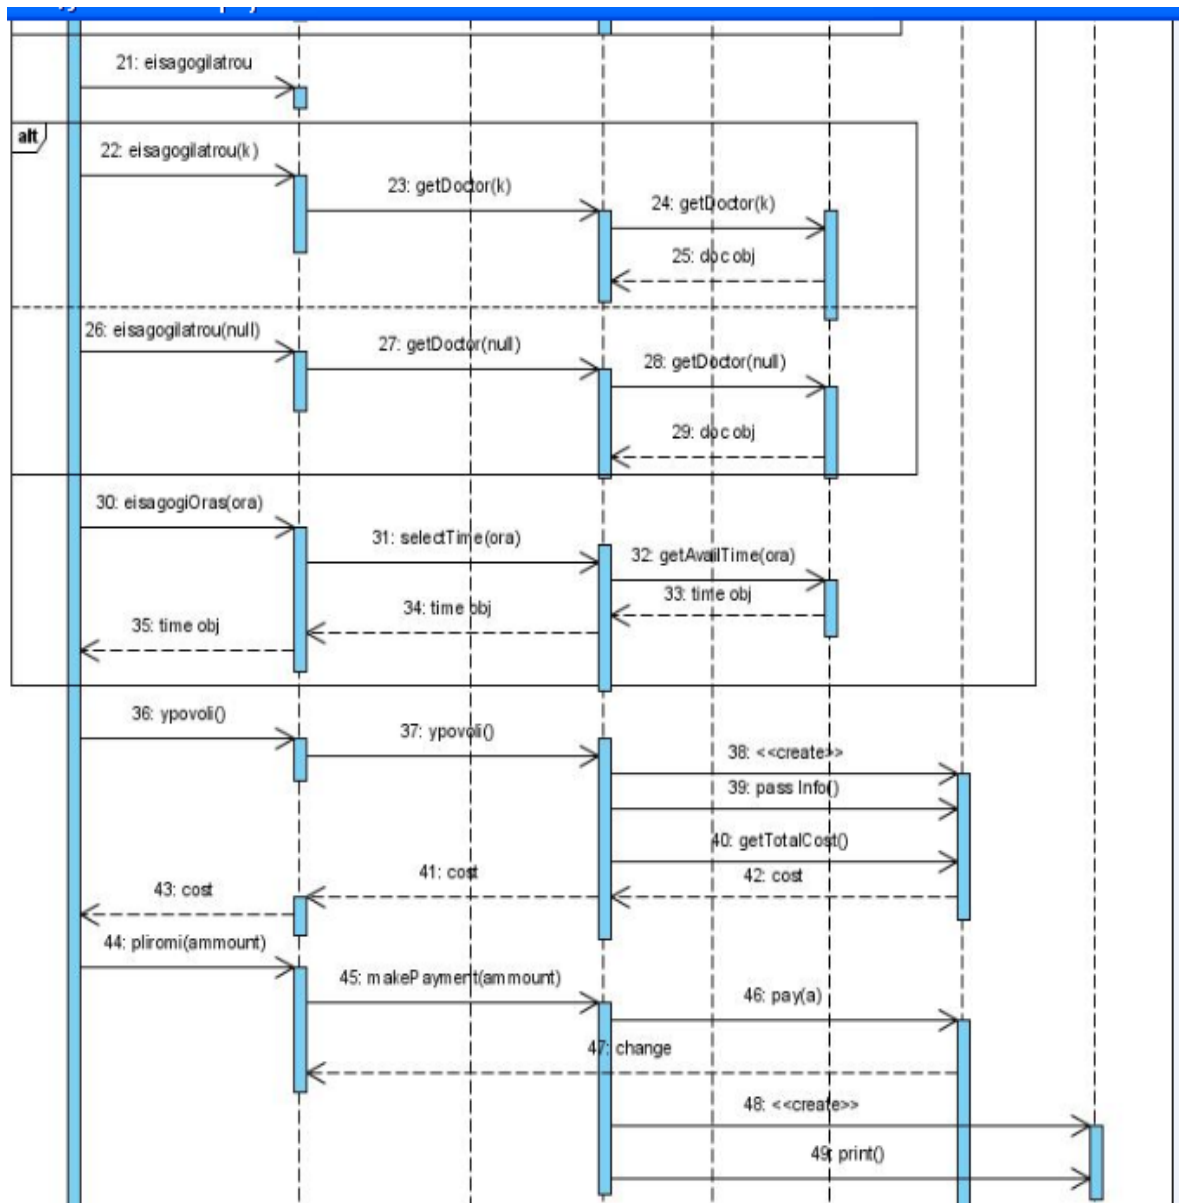 21: eisagogiIatrou
alt
22: eisagogiIatrou(k)
23: getDoctor(k)
24: getDoctor(k)
25: doc obj
26: eisagogiIatrou(null)
27: getDoctor(null)
28: getDoctor(null)
29: doc obj
30: eisagogiOras(ora)
31: selectTime(ora)
32: getAvailTime(ora)
33: time obj
34: time obj
35: time obj
36: ypovoli()
37: ypovoli()
38: <<create>>
39: pass Info()
40: getTotalCost()
41: cost
42: cost
43: cost
44: pliromi(ammount)
45: makePayment(ammount)
46: pay(a)
47: change
48: <<create>>
49: print()